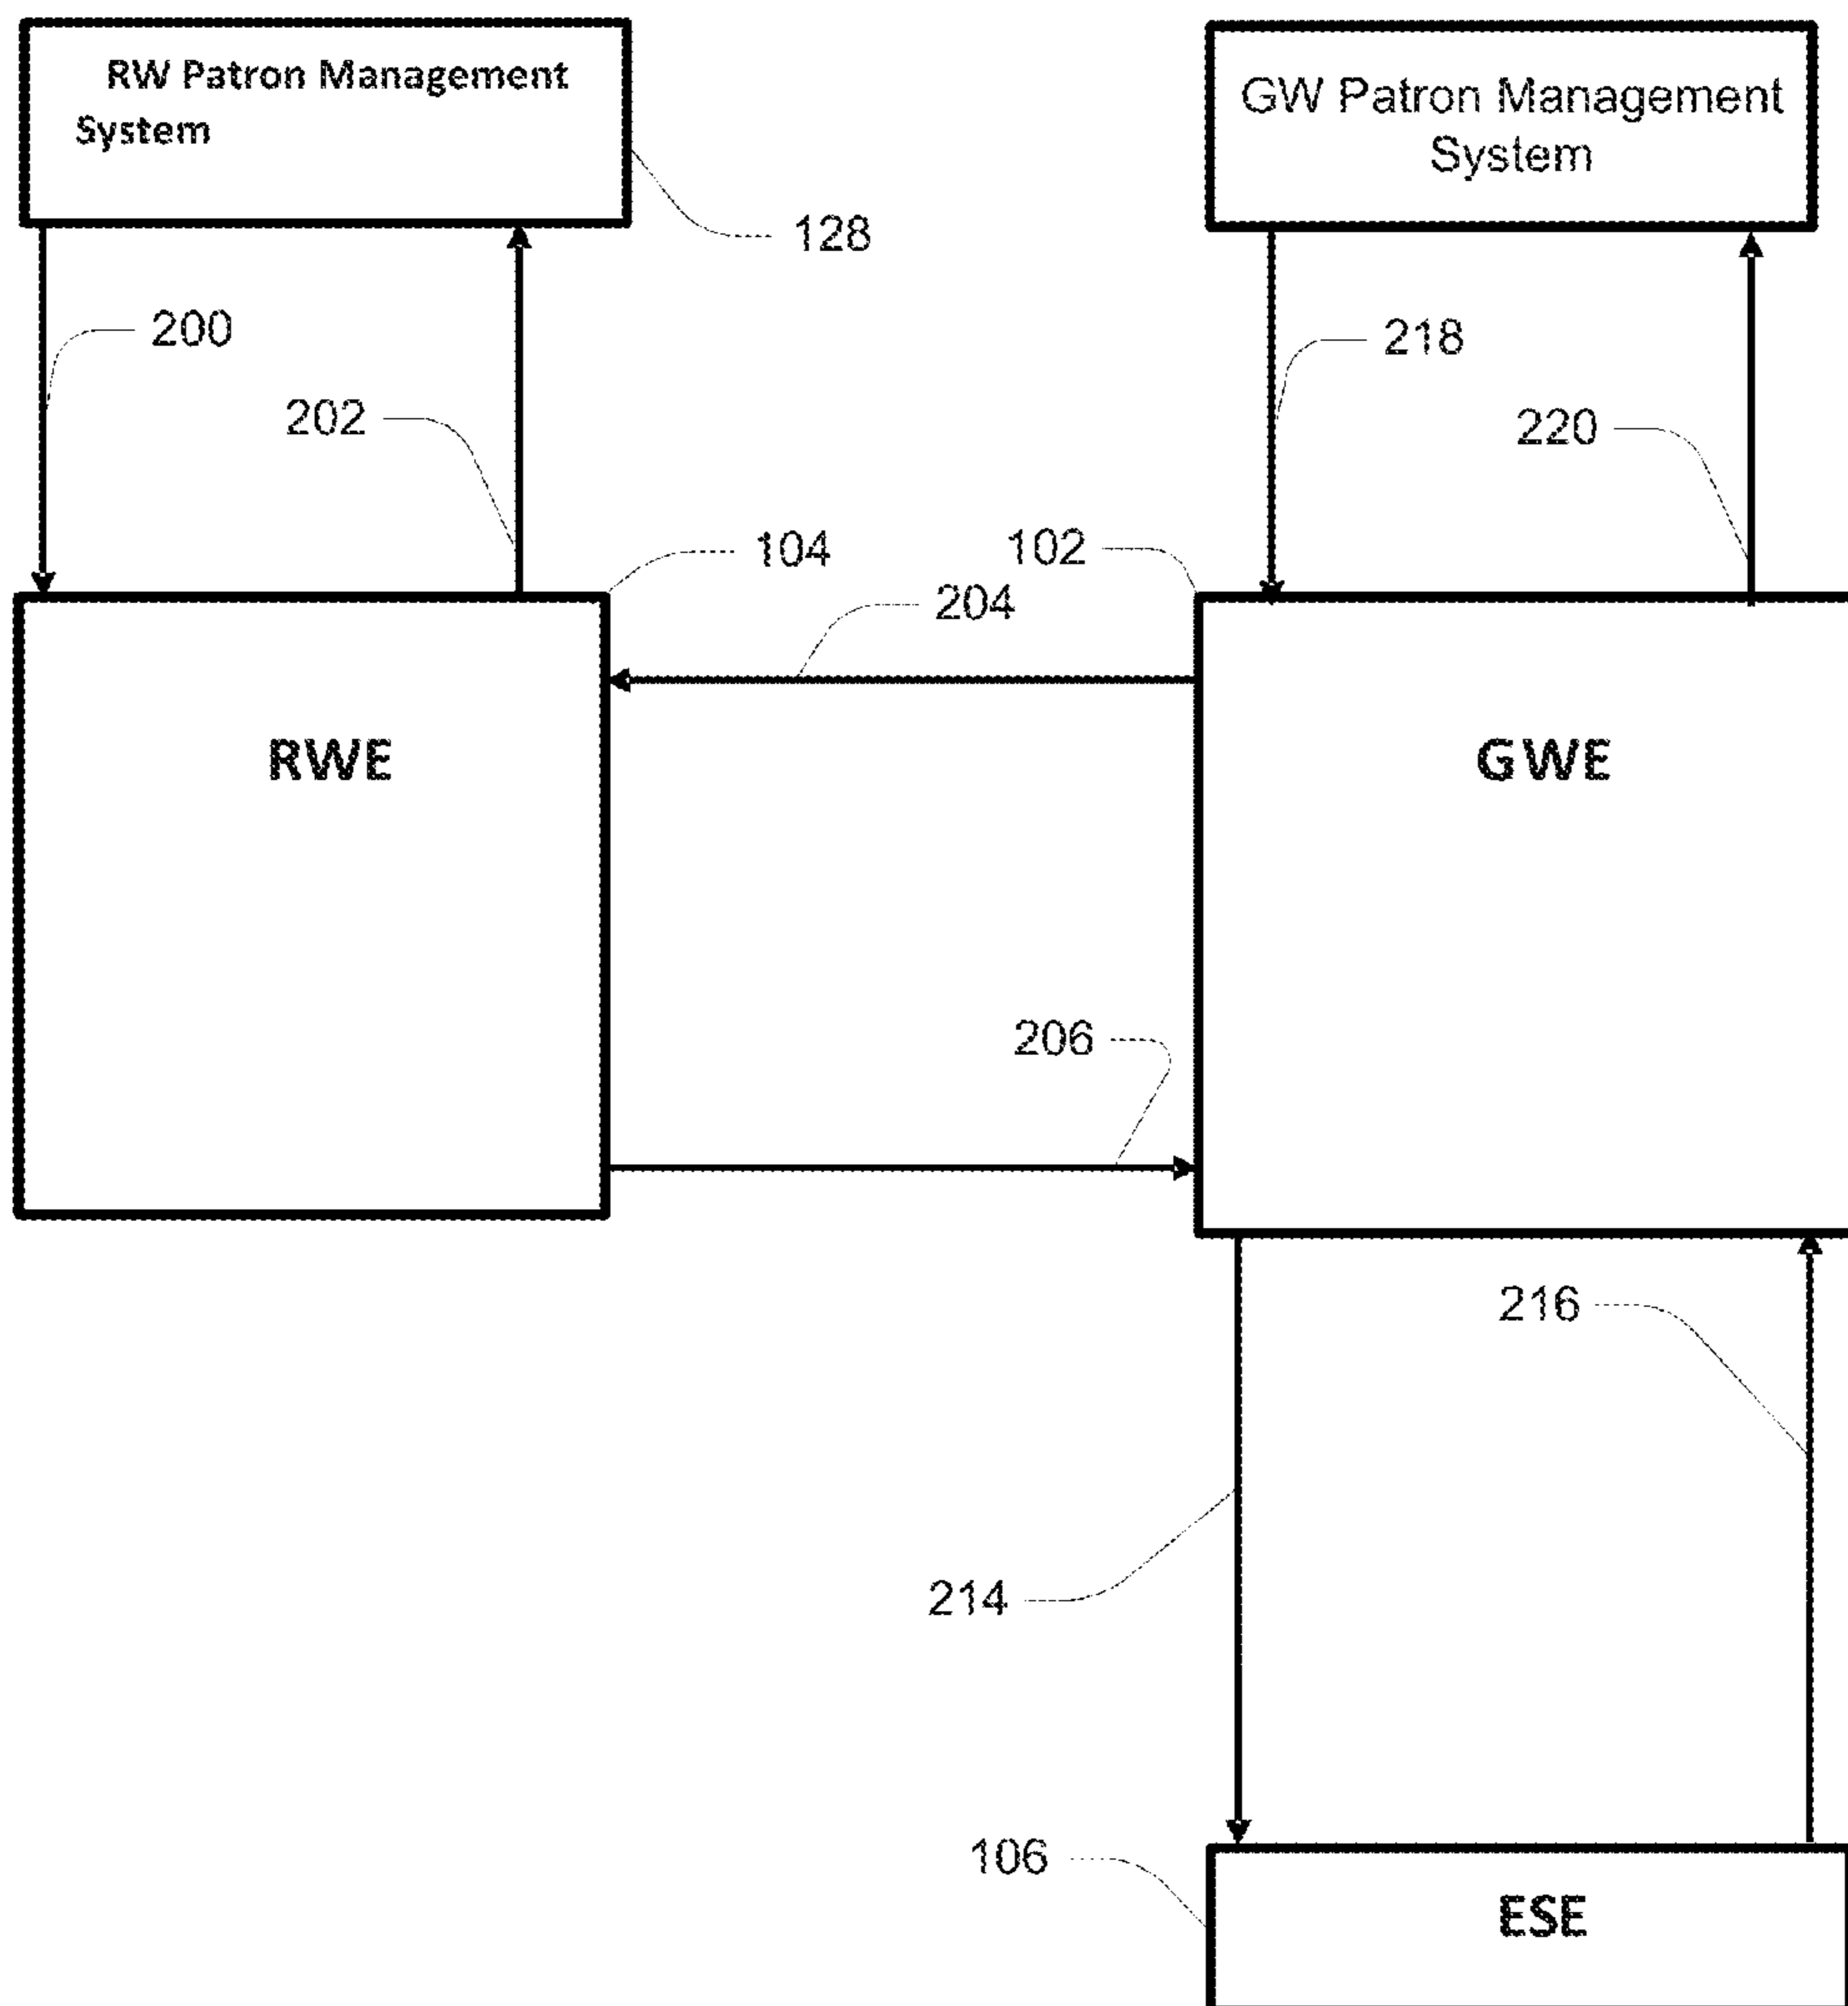 RW Patron Management
System
GW Patron Management
System
128
200
218
202
220
104
102
204
RWE
GWE
206
216
214
106
ESE